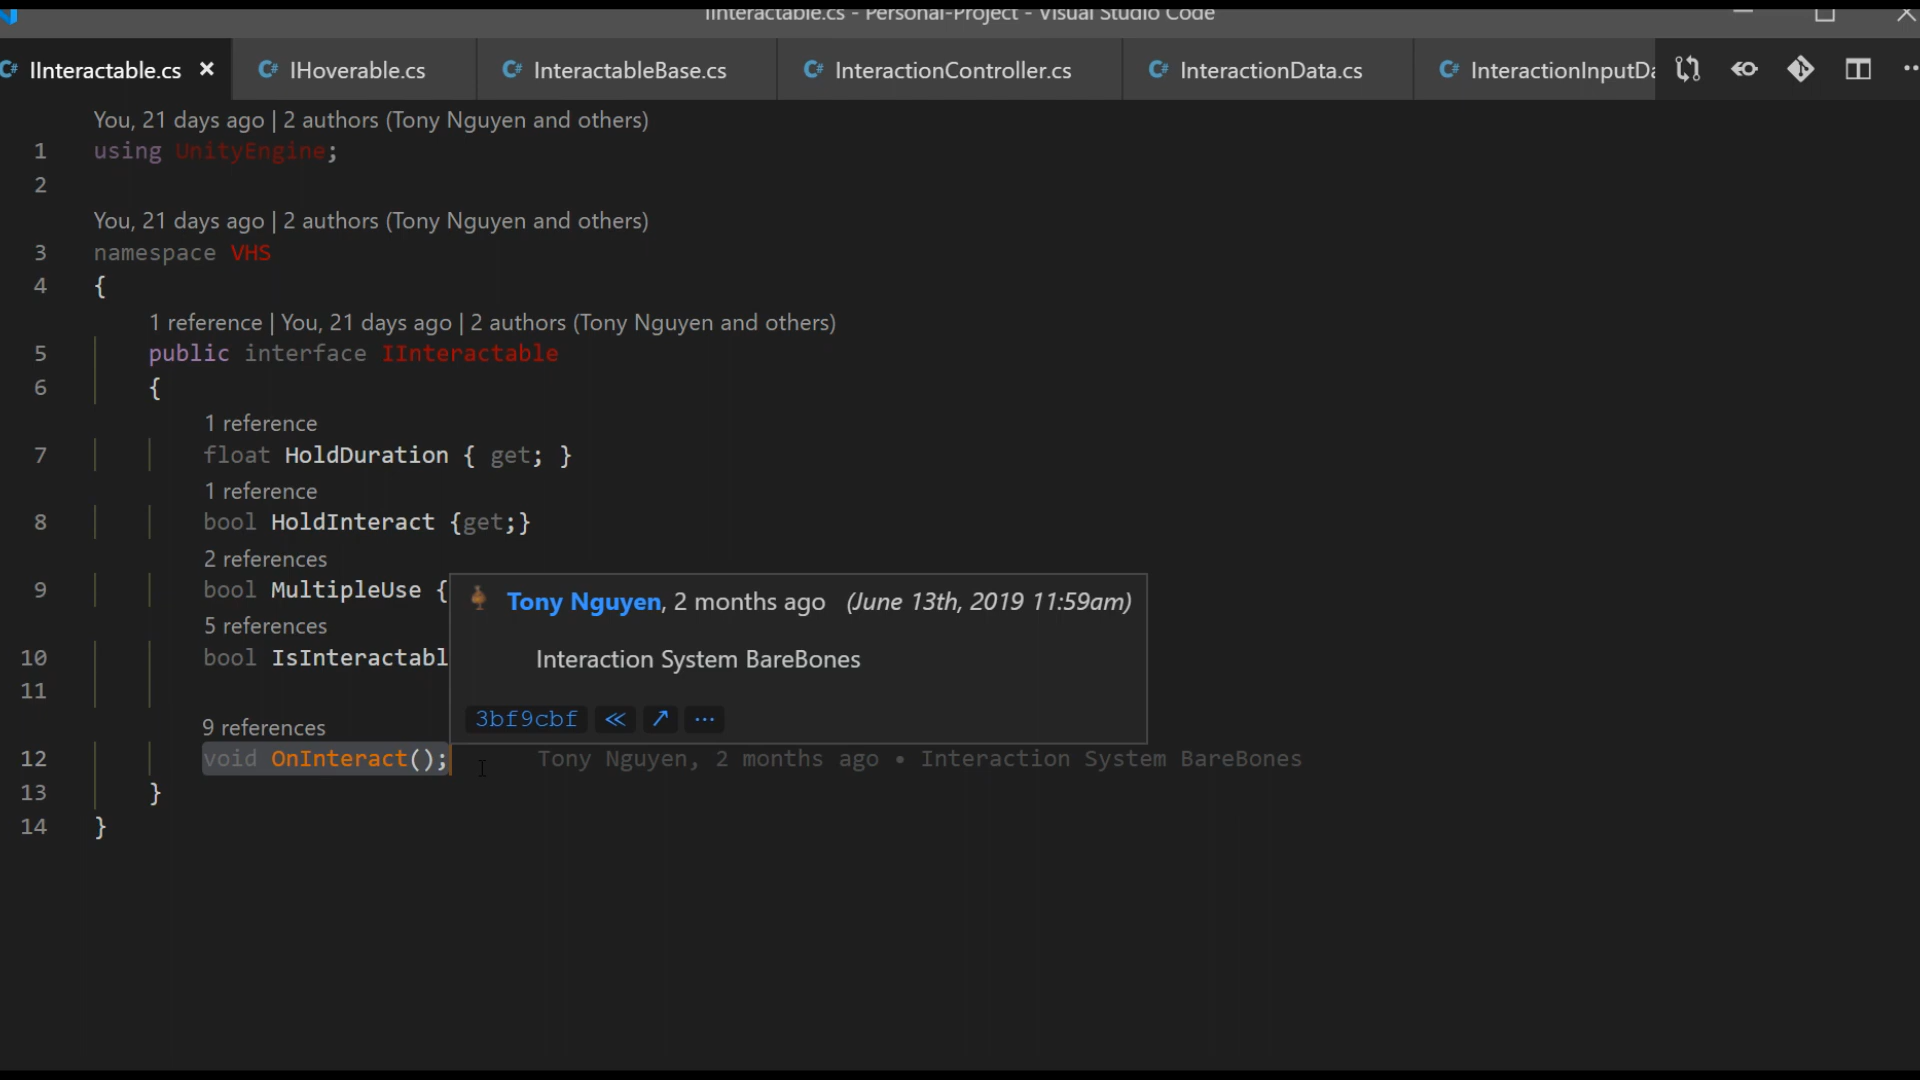 IInteractable.cs - Personal-Project - Visual Studio Code
IInteractable.cs
IHoverable.cs
InteractableBase.cs
InteractionController.cs
InteractionData.cs
InteractionInputDa
You, 21 days ago | 2 authors (Tony Nguyen and others)
1 using UnityEngine;
2
You, 21 days ago | 2 authors (Tony Nguyen and others)
3 namespace VHS
4 {
1 reference | You, 21 days ago | 2 authors (Tony Nguyen and others)
5 public interface IInteractable
6 {
1 reference
7 float HoldDuration { get; }
1 reference
8 bool HoldInteract {get;}
2 references
9 bool MultipleUse {
Tony Nguyen, 2 months ago (June 13th, 2019 11:59am)
5 references
10 bool IsInteractabl
Interaction System BareBones
11
3bf9cbf
9 references
12 void OnInteract(); Tony Nguyen, 2 months ago • Interaction System BareBones
13 }
14 }